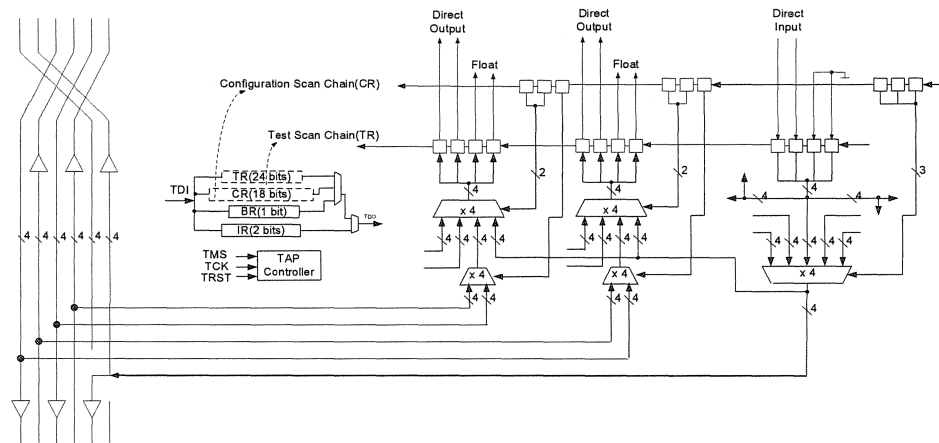 Direct
Output
Direct
Output
Direct
Input
Float
Float
Configuration Scan Chain(CR)
Test Scan Chain(TR)
TDI
TR(24 bits)
CR(18 bits)
BR(1 bit)
IR(2 bits)
TDO
TMS
TCK
TRST
TAP
Controller
2
2
3
4
4
4
4
4
x 4
x 4
4
4
4
4
4
4
4
4
4
4
4
4
4
x 4
x 4
x 4
4
4
4
4
4
4
4
4
4
4
4